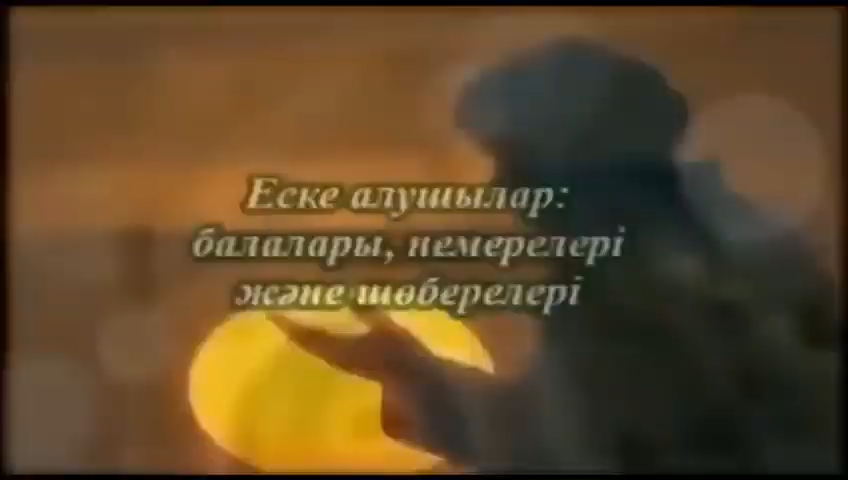 Еске алушылар:
балалары, немерелері
және шөберелері